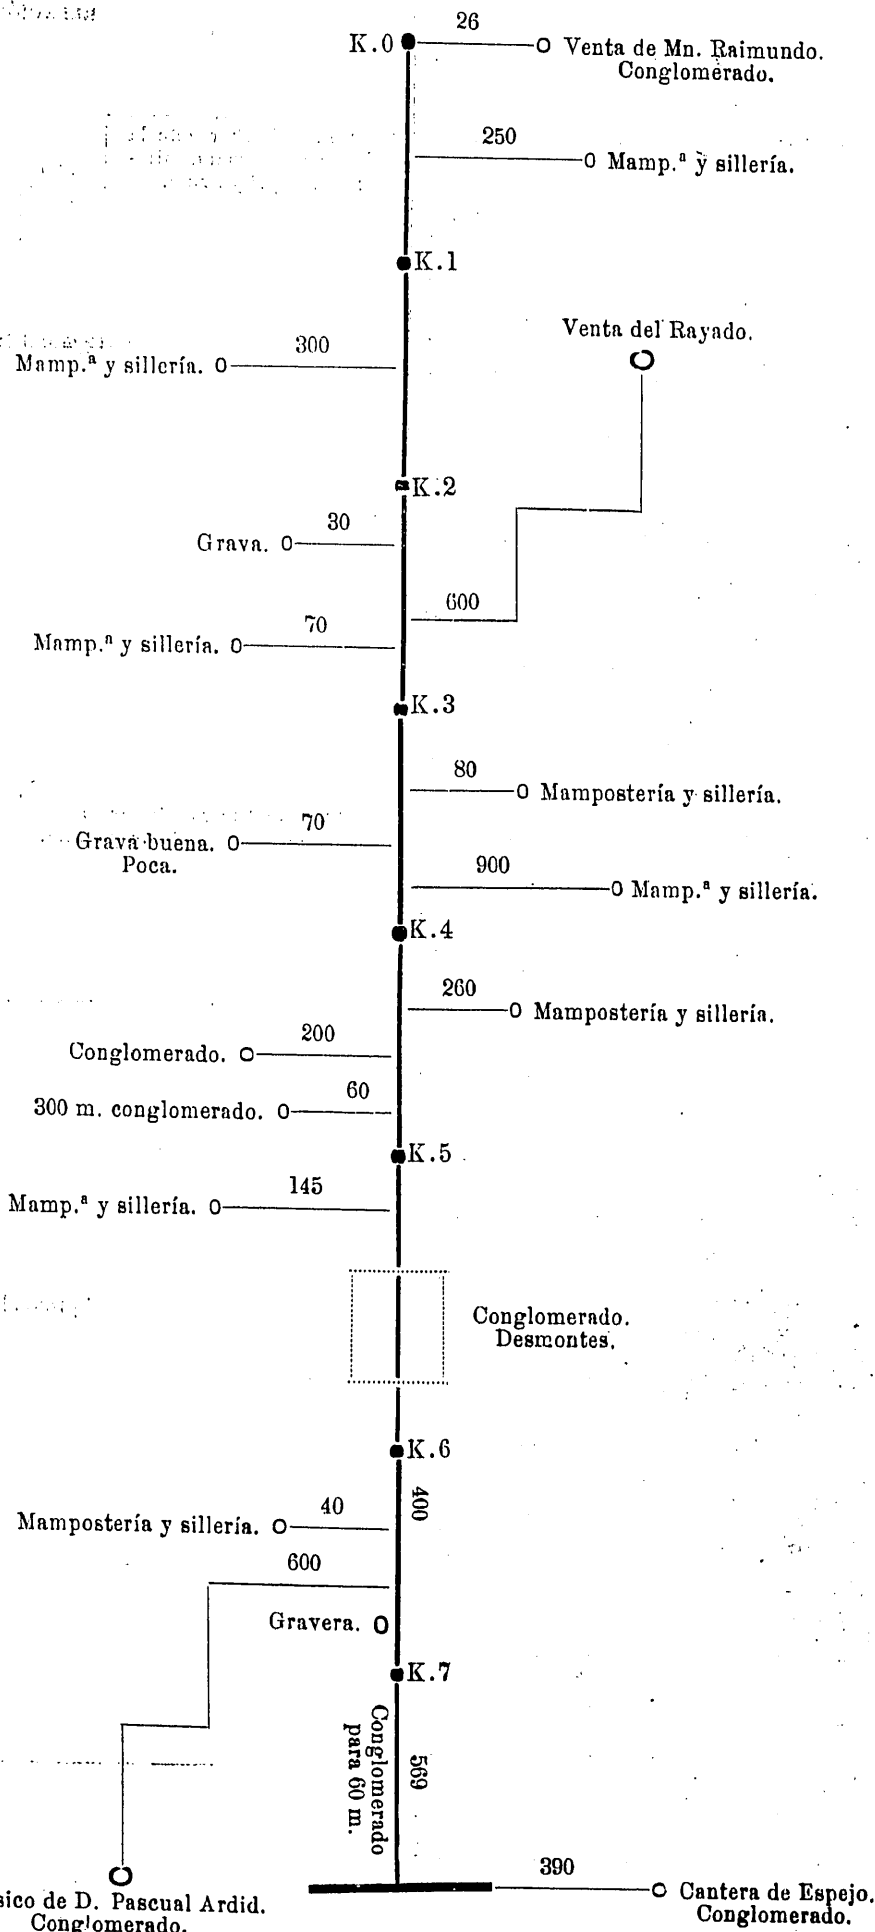 26
K.0 Venta de Mn. Raimundo.
Conglomerado.
250
Mamp.ª y sillería.
K.1
Venta del Rayado.
300
Mamp.ª y sillería.
K.2
30
Grava.
600
70
Mamp.ª y sillería.
K.3
80
Mampostería y sillería.
70
Grava buena.
Poca.
900
Mamp.ª y sillería.
K.4
260
Mampostería y sillería.
200
Conglomerado.
60
300 m. conglomerado.
K.5
145
Mamp.ª y sillería.
Conglomerado.
Desmontes.
K.6
400
40
Mampostería y sillería.
600
Gravera.
K.7
Conglomerado
para 60 m.
569
390
Cantera de Espejo.
Conglomerado.
de D. Pascual Ardid.
Conglomerado.